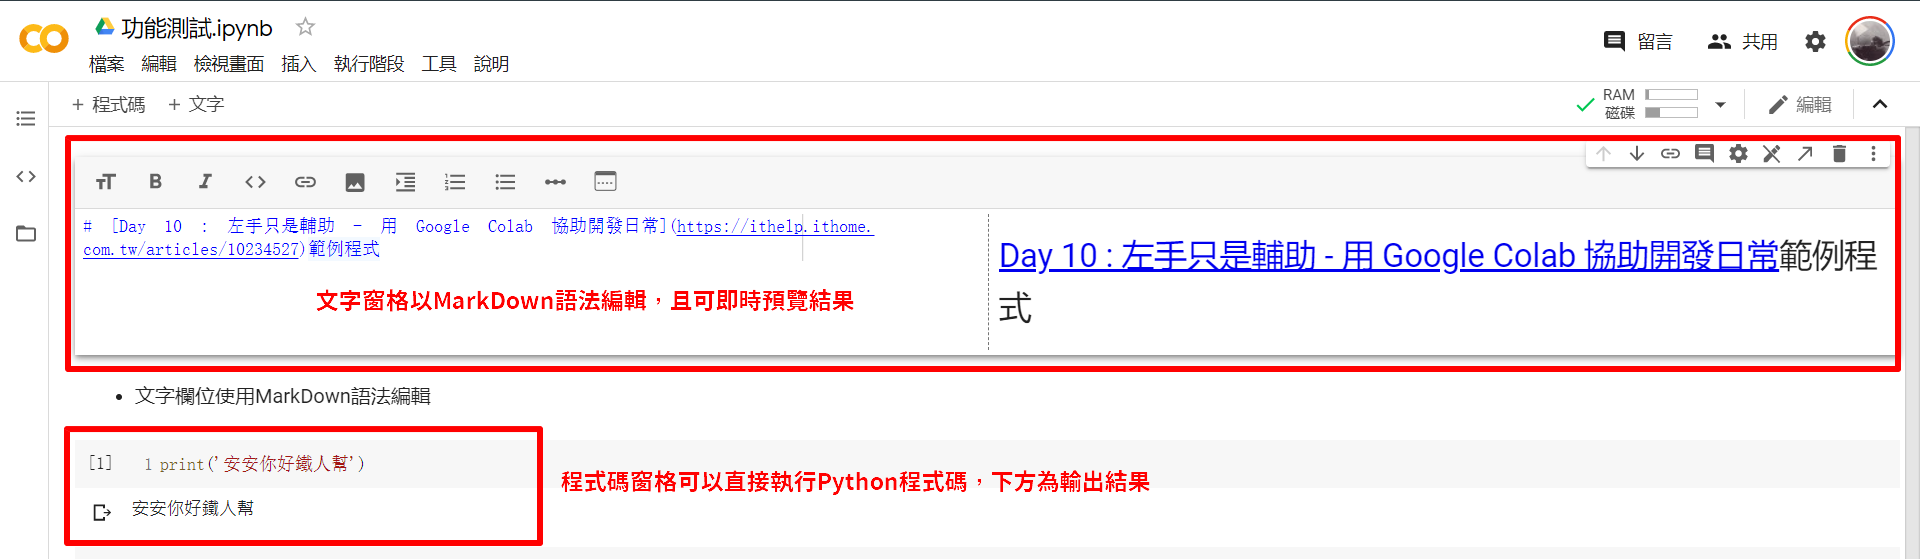 功能測試.ipynb
檔案 編輯 檢視畫面 插入 執行階段 工具 說明
留言 共用
+ 程式碼 + 文字
RAM
磁碟
編輯
# [Day 10 : 左手只是輔助 - 用 Google Colab 協助開發日常](https://ithelp.ithome.
com.tw/articles/10234527)範例程式
文字窗格以MarkDown語法編輯，且可即時預覽結果
Day 10 : 左手只是輔助 - 用 Google Colab 協助開發日常範例程
式
• 文字欄位使用MarkDown語法編輯
[1] 1 print('安安你好鐵人幫')
安安你好鐵人幫
程式碼窗格可以直接執行Python程式碼，下方為輸出結果